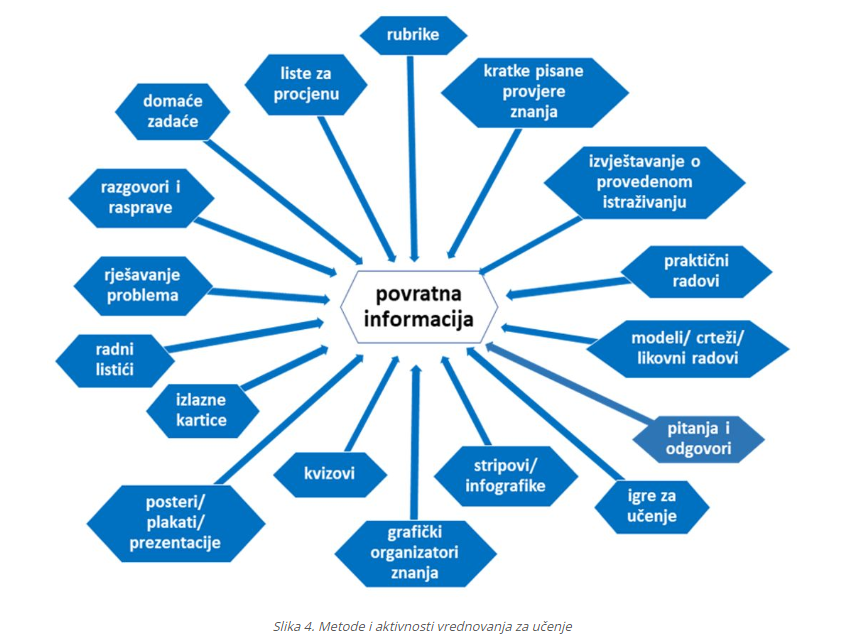 rubrike
liste za
procjenu
kratke pisane
provjere
znanja
domaće
zadaće
izvještavanje o
provedenom
istraživanju
razgovori i
rasprave
praktični
radovi
rješavanje
problema
povratna
informacija
modeli/ crteži/
likovni radovi
radni
listići
izlazne
kartice
pitanja i
odgovori
kvizovi
stripovi/
infografike
igre za
učenje
posteri/
plakati/
prezentacije
grafički
organizatori
znanja
Slika 4. Metode i aktivnosti vrednovanja za učenje